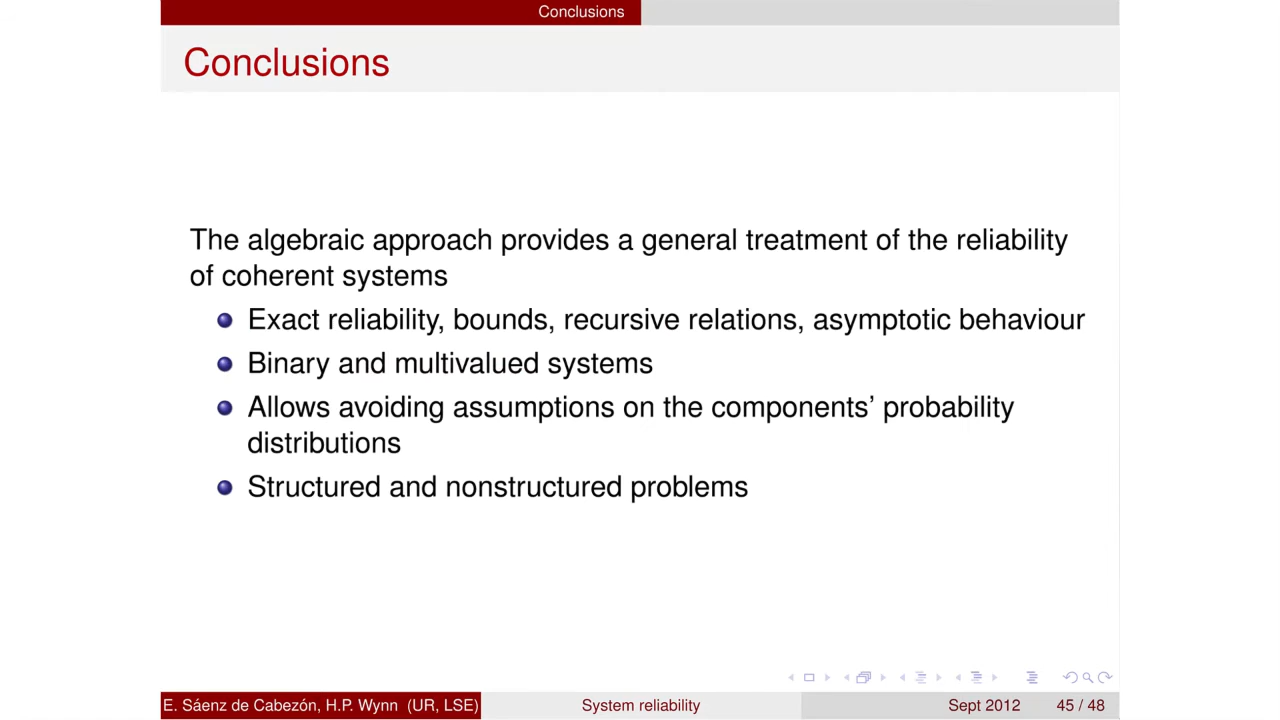 Conclusions
Conclusions
The algebraic approach provides a general treatment of the reliability
of coherent systems
Exact reliability, bounds, recursive relations, asymptotic behaviour
Binary and multivalued systems
Allows avoiding assumptions on the components' probability
distributions
Structured and nonstructured problems
E. Sáenz de Cabezón, H.P. Wynn (UR, LSE) System reliability Sept 2012 45 / 48